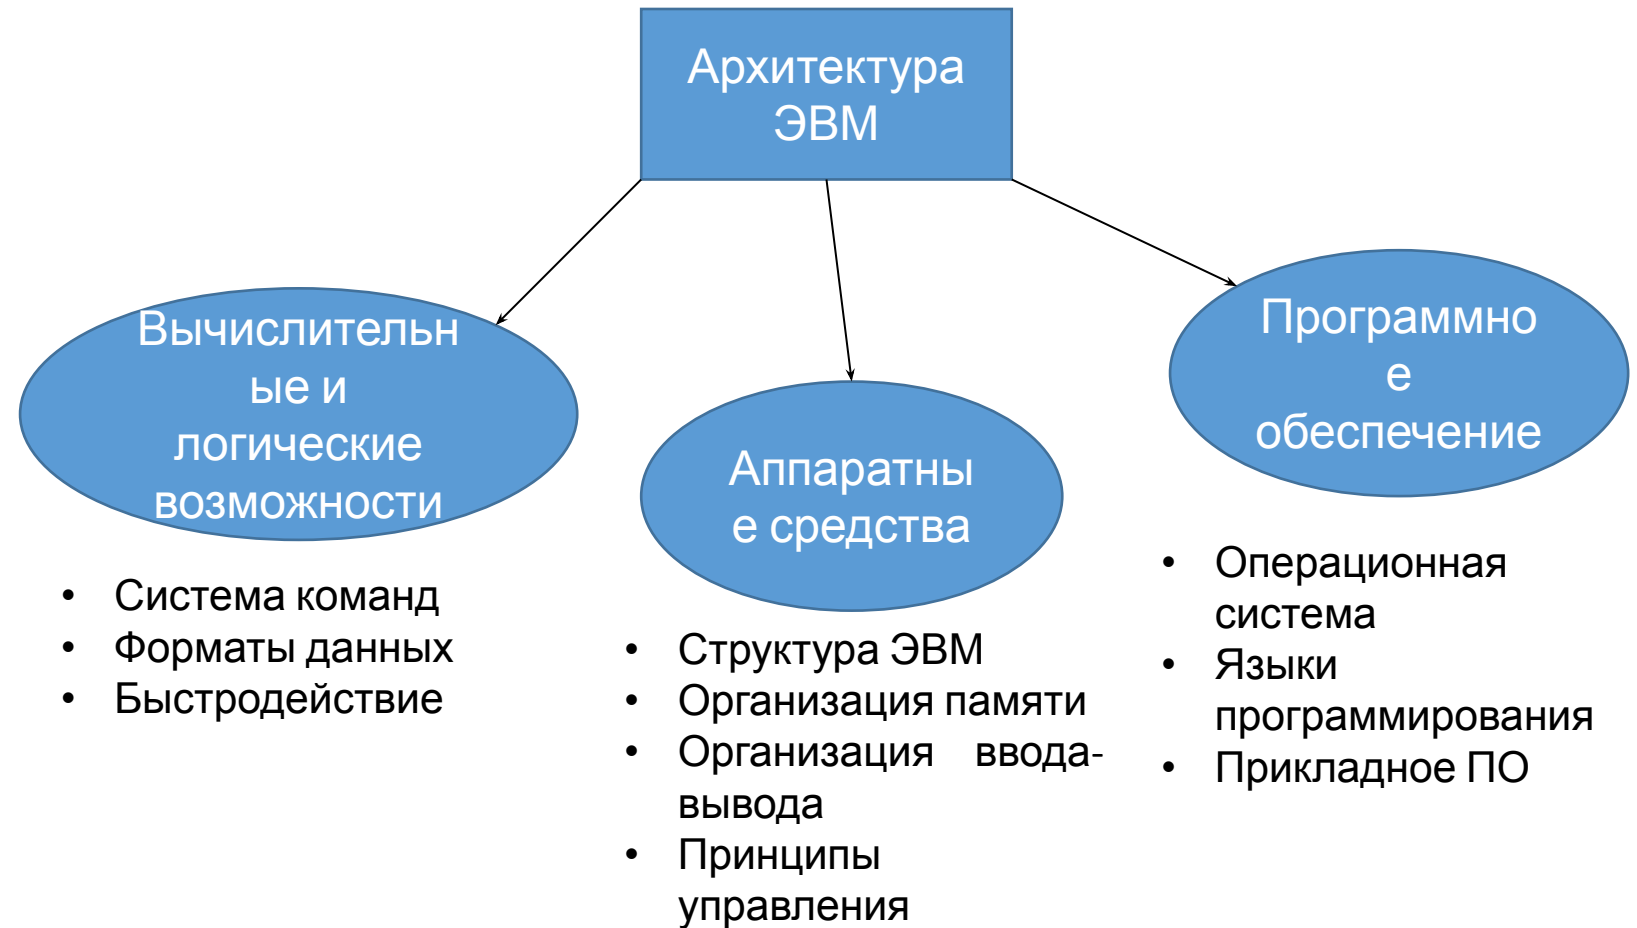 Архитектура
ЭВМ
Вычислительн
ые и
логические
возможности
• Система команд
• Форматы данных
• Быстродействие
Аппаратны
е средства
• Структура ЭВМ
• Организация памяти
• Организация ввода-
вывода
• Принципы
управления
Программно
е
обеспечение
• Операционная
система
• Языки
программирования
• Прикладное ПО